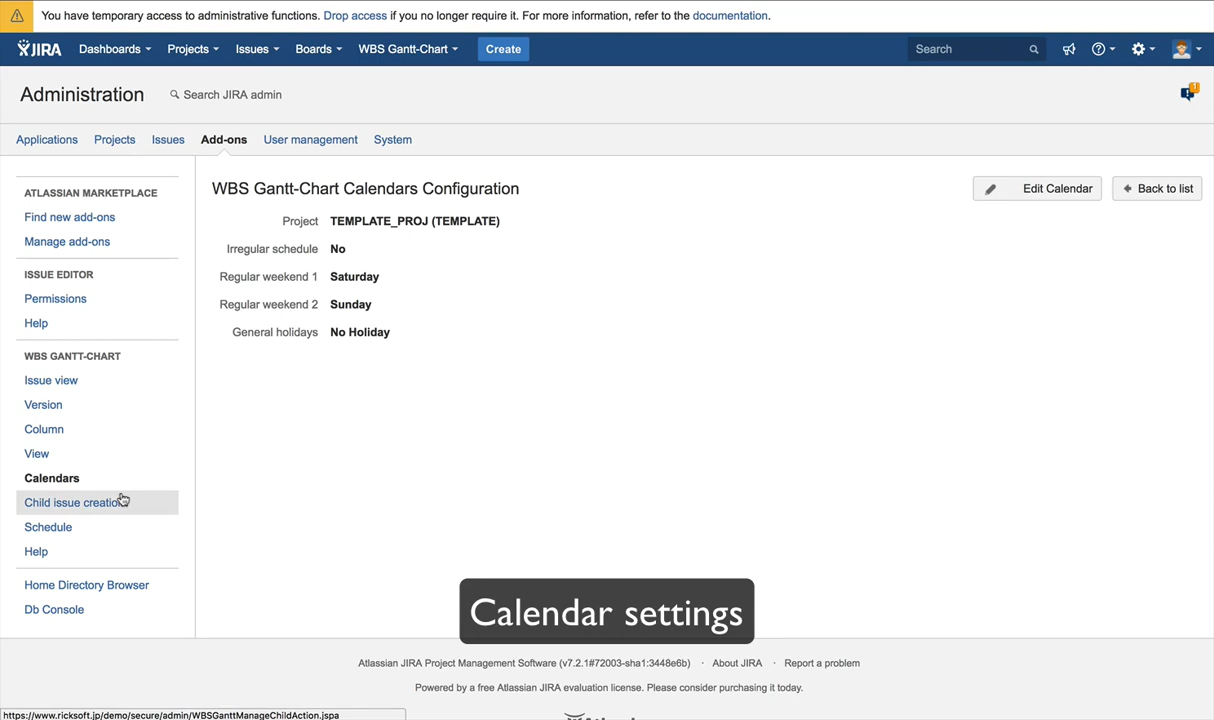 You have temporary access to administrative functions. Drop access if you no longer require it. For more information, refer to the documentation.
JIRA Dashboards Projects Issues Boards WBS Gantt-Chart Create Search
Administration Search JIRA admin
Applications Projects Issues Add-ons User management System
ATLASSIAN MARKETPLACE
Find new add-ons
Manage add-ons
ISSUE EDITOR
Permissions
Help
WBS GANTT-CHART
Issue view
Version
Column
View
Calendars
Child issue creation
Schedule
Help
Home Directory Browser
Db Console
WBS Gantt-Chart Calendars Configuration
Edit Calendar Back to list
Project TEMPLATE_PROJ (TEMPLATE)
Irregular schedule No
Regular weekend 1 Saturday
Regular weekend 2 Sunday
General holidays No Holiday
Calendar settings
Atlassian JIRA Project Management Software (v7.2.1#72003-sha1:3448e6b) · About JIRA · Report a problem
Powered by a free Atlassian JIRA evaluation license. Please consider purchasing it today.
https://www.ricksoft.jp/demo/secure/admin/WBSGanttManageChildAction.jspa